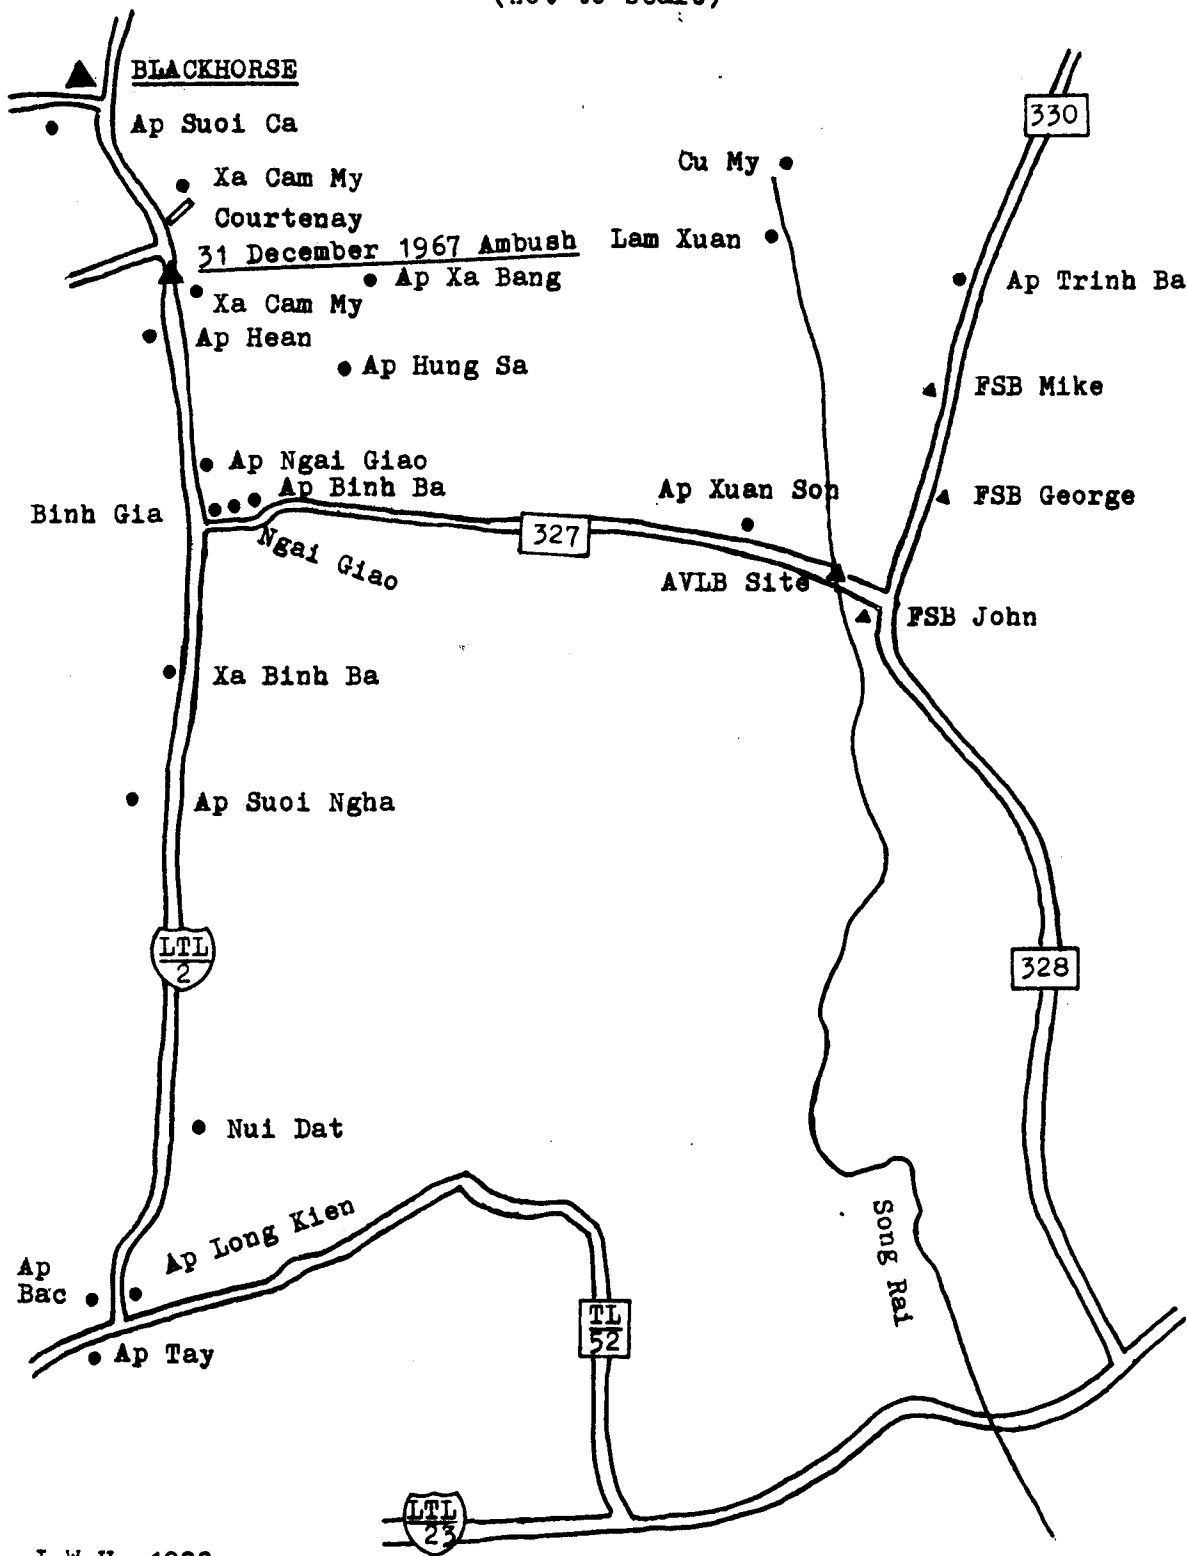 (not to scale)
BLACKHORSE
330
Ap Suoi Ca
Cu My
Xa Cam My
Courtenay
31 December 1967 Ambush
Lam Xuan
Ap Xa Bang
Ap Trinh Ba
Xa Cam My
Ap Hean
Ap Hung Sa
FSB Mike
Ap Ngai Giao
Ap Binh Ba
Ap Xuan Son
FSB George
Binh Gia
327
Ngai Giao
AVLB Site
FSB John
Xa Binh Ba
Ap Suoi Ngha
LTL
2
328
Nui Dat
Ap Long Kien
Song Rai
Ap
Bac
TL
52
Ap Tay
LTL
23